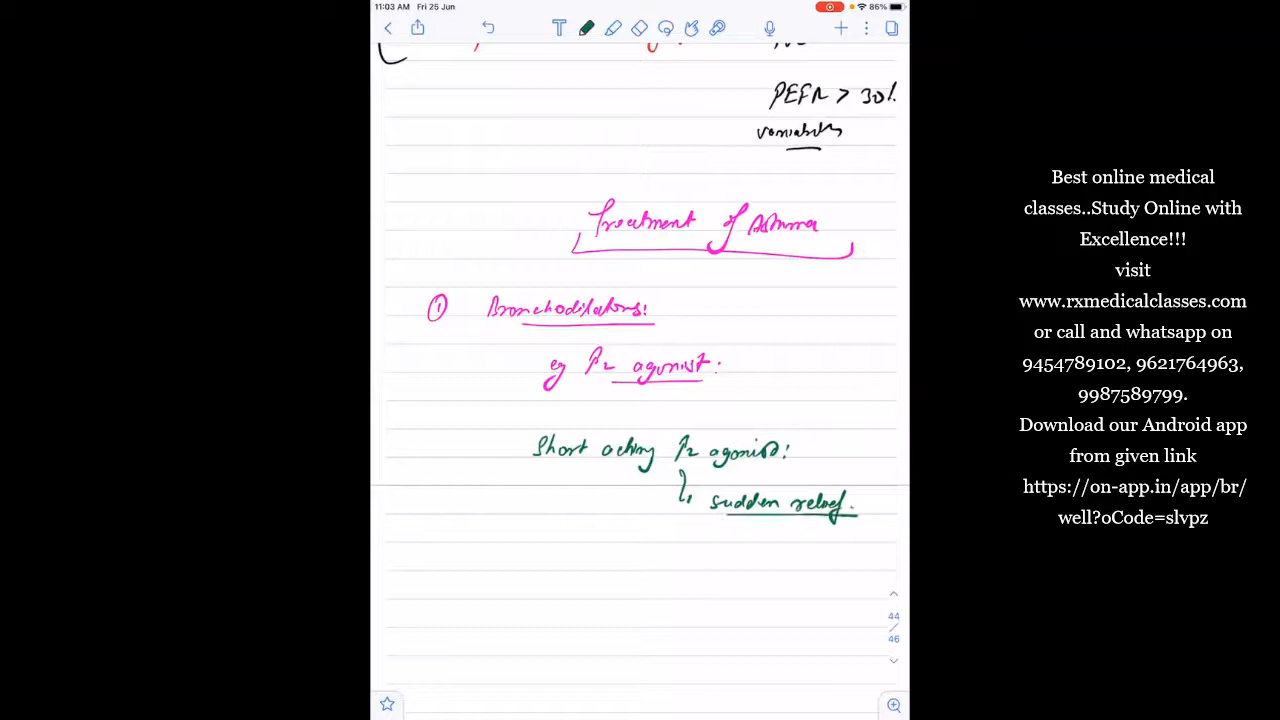 11:03 AM Fri 25 Jun
86%
PEFR > 30%
variability
Treatment of Asthma
① Bronchodilators:
eg β2 agonist:
Short acting β2 agonist:
sudden relief.
44
/
46
Best online medical
classes..Study Online with
Excellence!!!
visit
www.rxmedicalclasses.com
or call and whatsapp on
9454789102, 9621764963,
9987589799.
Download our Android app
from given link
https://on-app.in/app/br/
well?oCode=slvpz